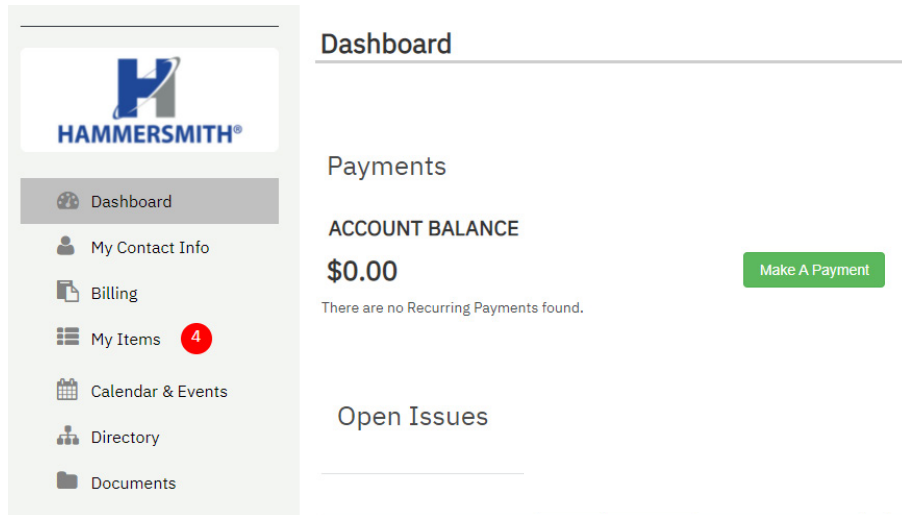 HAMMERSMITH®
Dashboard
My Contact Info
Billing
My Items 4
Calendar & Events
Directory
Documents
Dashboard
Payments
ACCOUNT BALANCE
$0.00
Make A Payment
There are no Recurring Payments found.
Open Issues